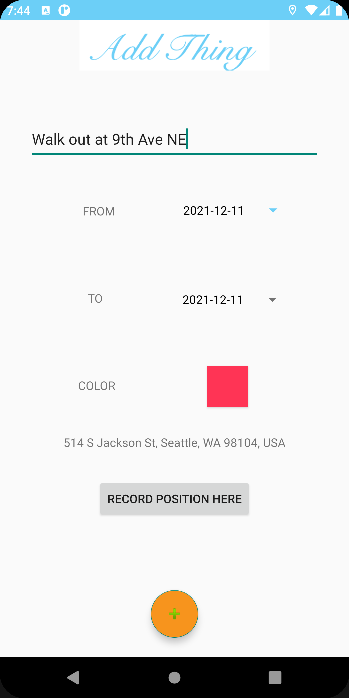 7:44
Add Thing
Walk out at 9th Ave NE
FROM 2021-12-11
TO 2021-12-11
COLOR
514 S Jackson St, Seattle, WA 98104, USA
RECORD POSITION HERE
+